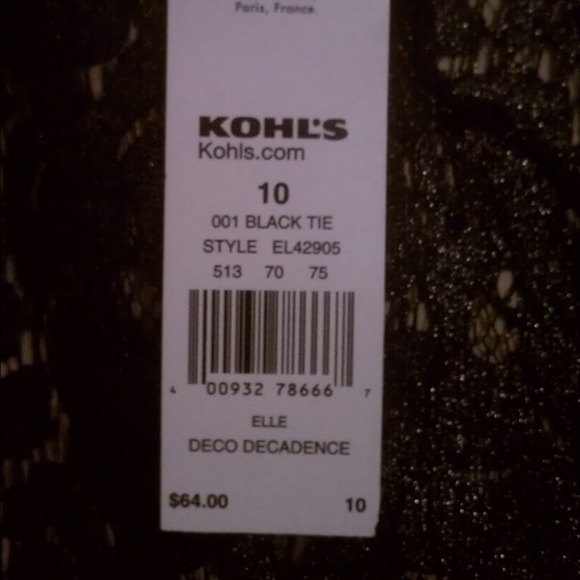 Paris, France.
KOHL'S
Kohls.com
10
001 BLACK TIE
STYLE EL42905
513 70 75
4 00932 78666 7
ELLE
DECO DECADENCE
$64.00 10